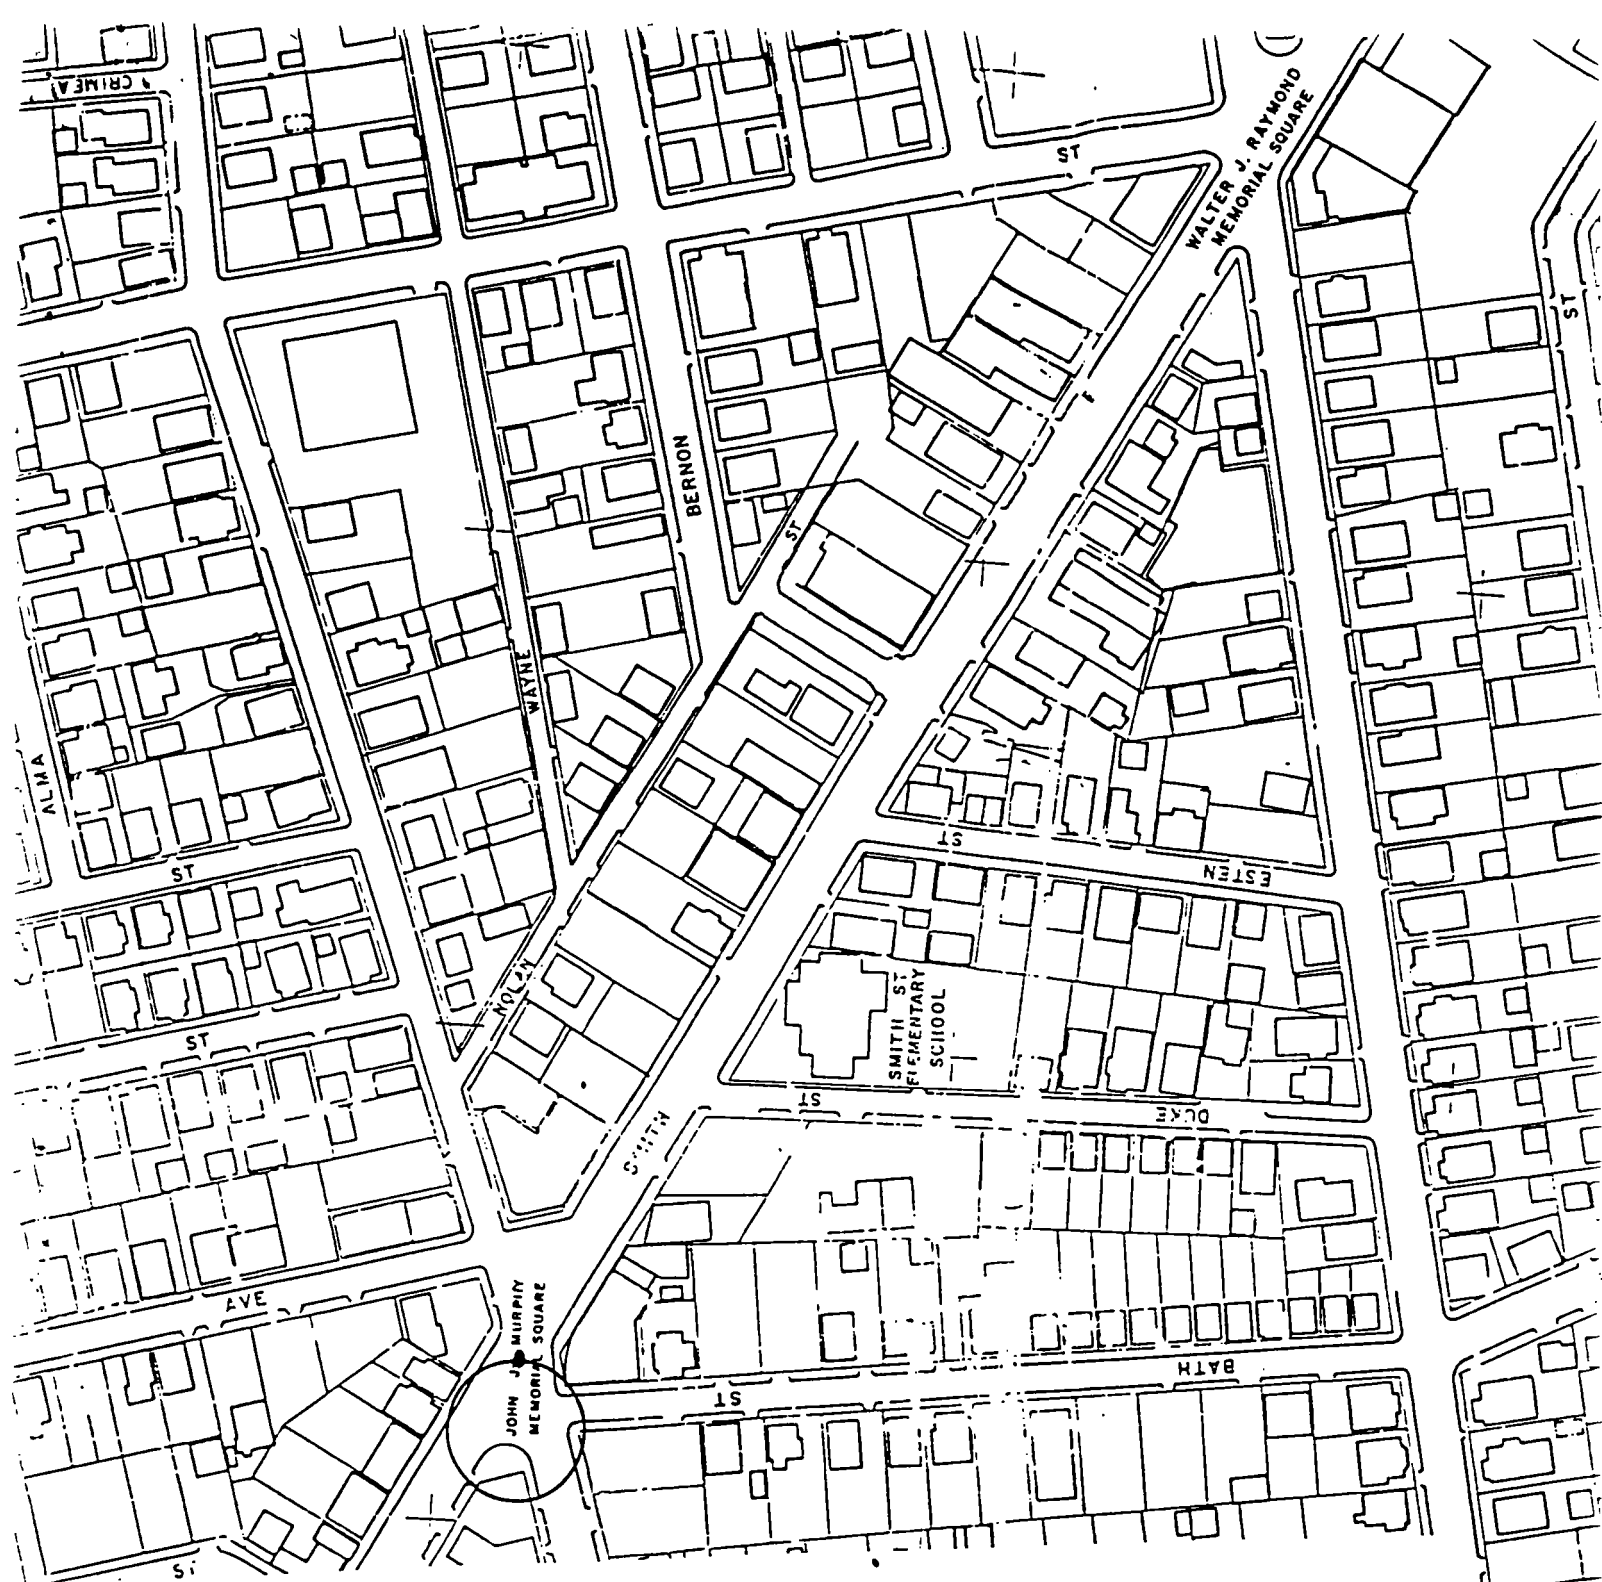 CRIMEA
ST
WALTER J. RAYMOND
MEMORIAL SQUARE
ST
BERNON
ST
WAYNE
ALMA
ST
ST
ESTEN
NOLAN
SMITH ST
ELEMENTARY
SCHOOL
ST
ST
DUKE
SMITH
AVE
JOHN J. MURPHY
MEMORIAL SQUARE
BATH
ST
ST